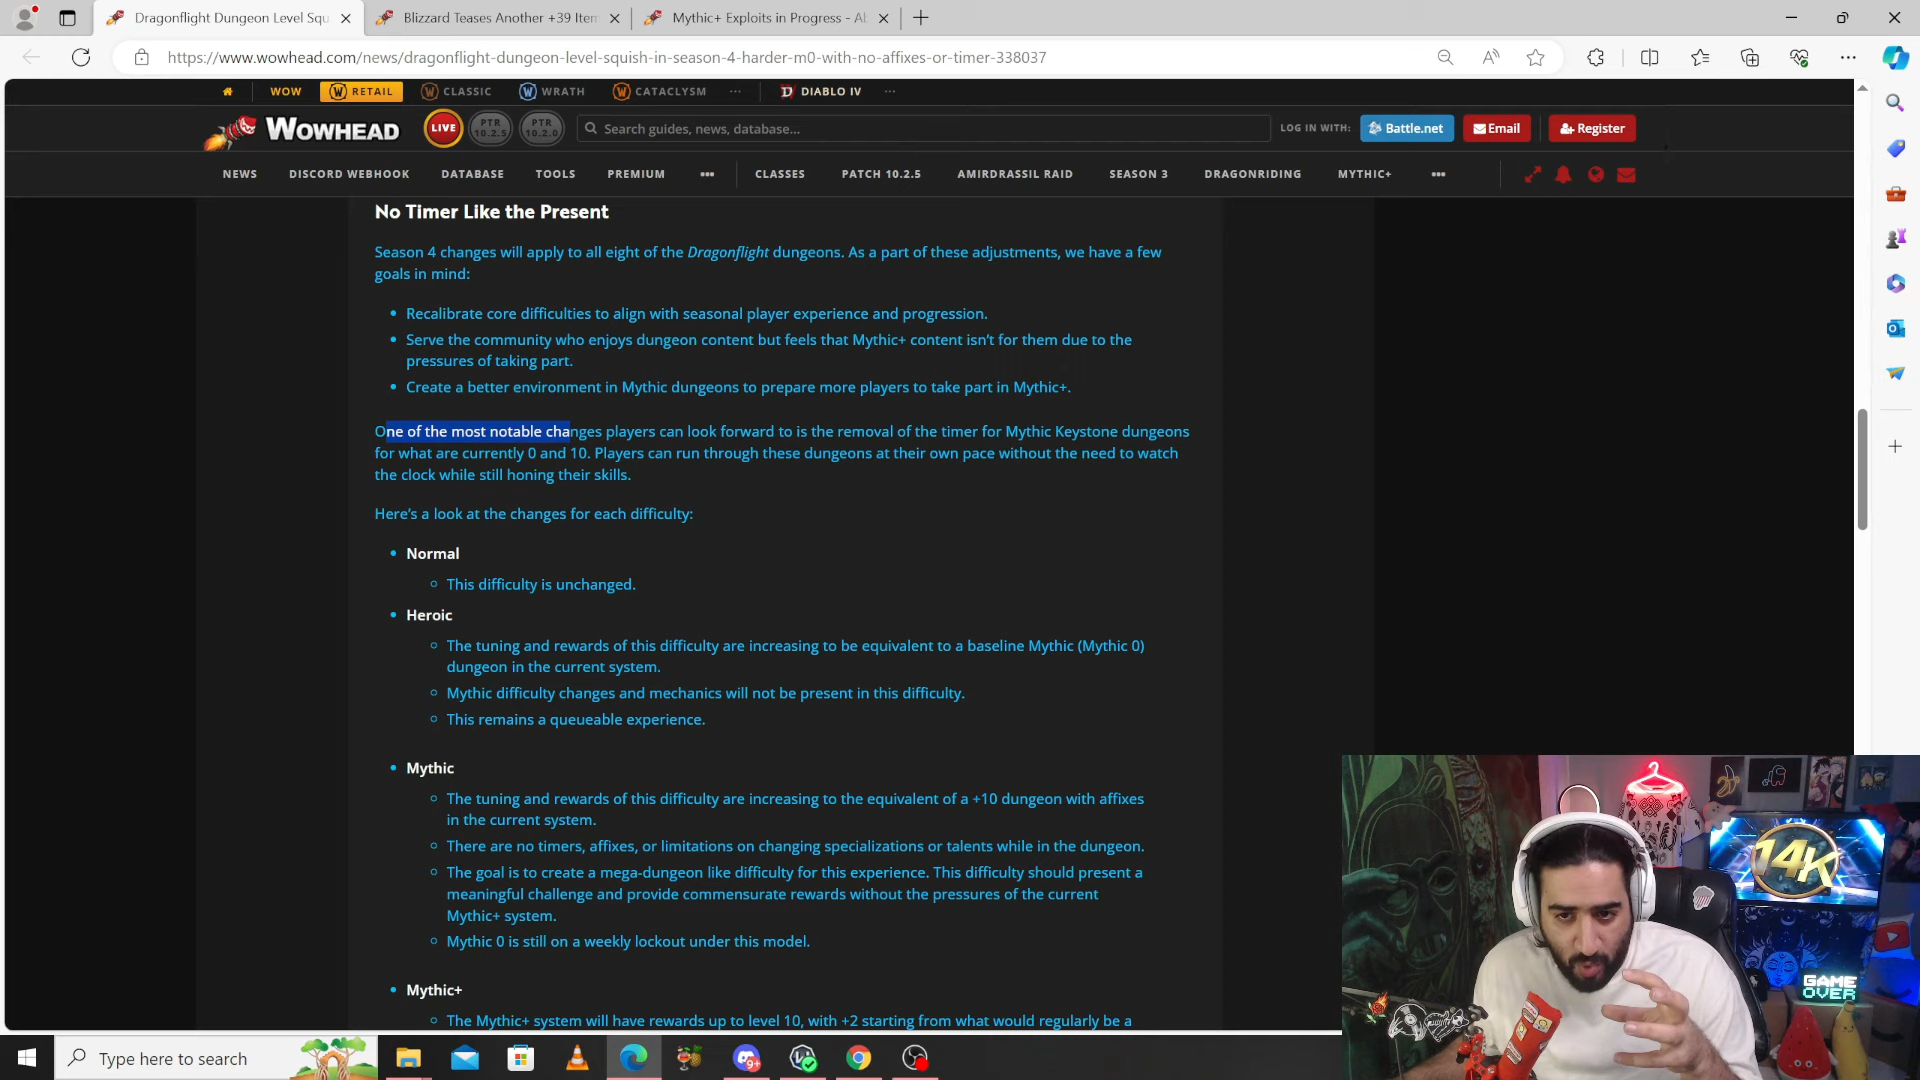 Dragonflight Dungeon Level Squ
Blizzard Teases Another +39 Iter
Mythic+ Exploits in Progress - Al
https://www.wowhead.com/news/dragonflight-dungeon-level-squish-in-season-4-harder-m0-with-no-affixes-or-timer-338037
WOW
RETAIL
CLASSIC
WRATH
CATACLYSM
DIABLO IV
WOWHEAD
LIVE
PTR
10.2.5
PTR
10.2.0
Search guides, news, database...
LOG IN WITH:
Battle.net
Email
Register
NEWS
DISCORD WEBHOOK
DATABASE
TOOLS
PREMIUM
CLASSES
PATCH 10.2.5
AMIRDRASSIL RAID
SEASON 3
DRAGONRIDING
MYTHIC+
No Timer Like the Present
Season 4 changes will apply to all eight of the Dragonflight dungeons. As a part of these adjustments, we have a few
goals in mind:
Recalibrate core difficulties to align with seasonal player experience and progression.
Serve the community who enjoys dungeon content but feels that Mythic+ content isn't for them due to the
pressures of taking part.
Create a better environment in Mythic dungeons to prepare more players to take part in Mythic+.
One of the most notable changes players can look forward to is the removal of the timer for Mythic Keystone dungeons
for what are currently 0 and 10. Players can run through these dungeons at their own pace without the need to watch
the clock while still honing their skills.
Here's a look at the changes for each difficulty:
Normal
This difficulty is unchanged.
Heroic
The tuning and rewards of this difficulty are increasing to be equivalent to a baseline Mythic (Mythic 0)
dungeon in the current system.
Mythic difficulty changes and mechanics will not be present in this difficulty.
This remains a queueable experience.
Mythic
The tuning and rewards of this difficulty are increasing to the equivalent of a +10 dungeon with affixes
in the current system.
There are no timers, affixes, or limitations on changing specializations or talents while in the dungeon.
The goal is to create a mega-dungeon like difficulty for this experience. This difficulty should present a
meaningful challenge and provide commensurate rewards without the pressures of the current
Mythic+ system.
Mythic 0 is still on a weekly lockout under this model.
Mythic+
The Mythic+ system will have rewards up to level 10, with +2 starting from what would regularly be a
14K
GAME
OVER
Type here to search
9+